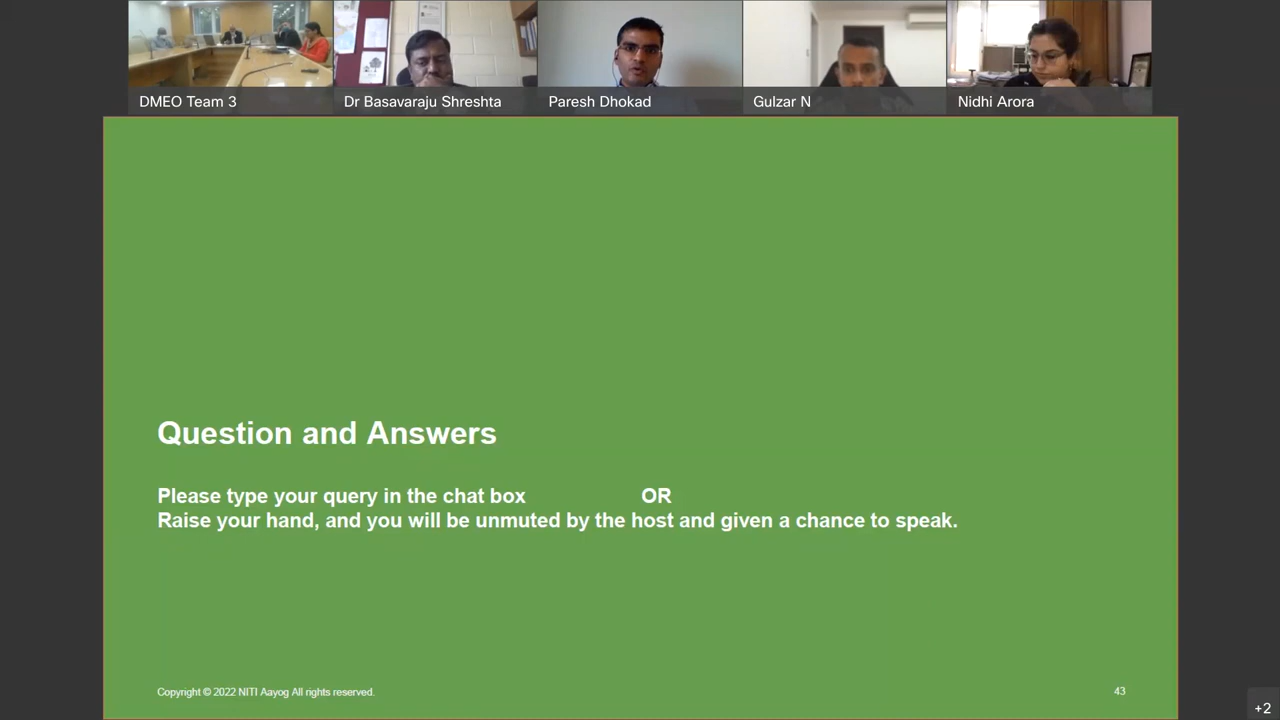 DMEO Team 3
Dr Basavaraju Shreshta
Paresh Dhokad
Gulzar N
Nidhi Arora
Question and Answers
Please type your query in the chat box OR
Raise your hand, and you will be unmuted by the host and given a chance to speak.
Copyright © 2022 NITI Aayog All rights reserved.
43
+2